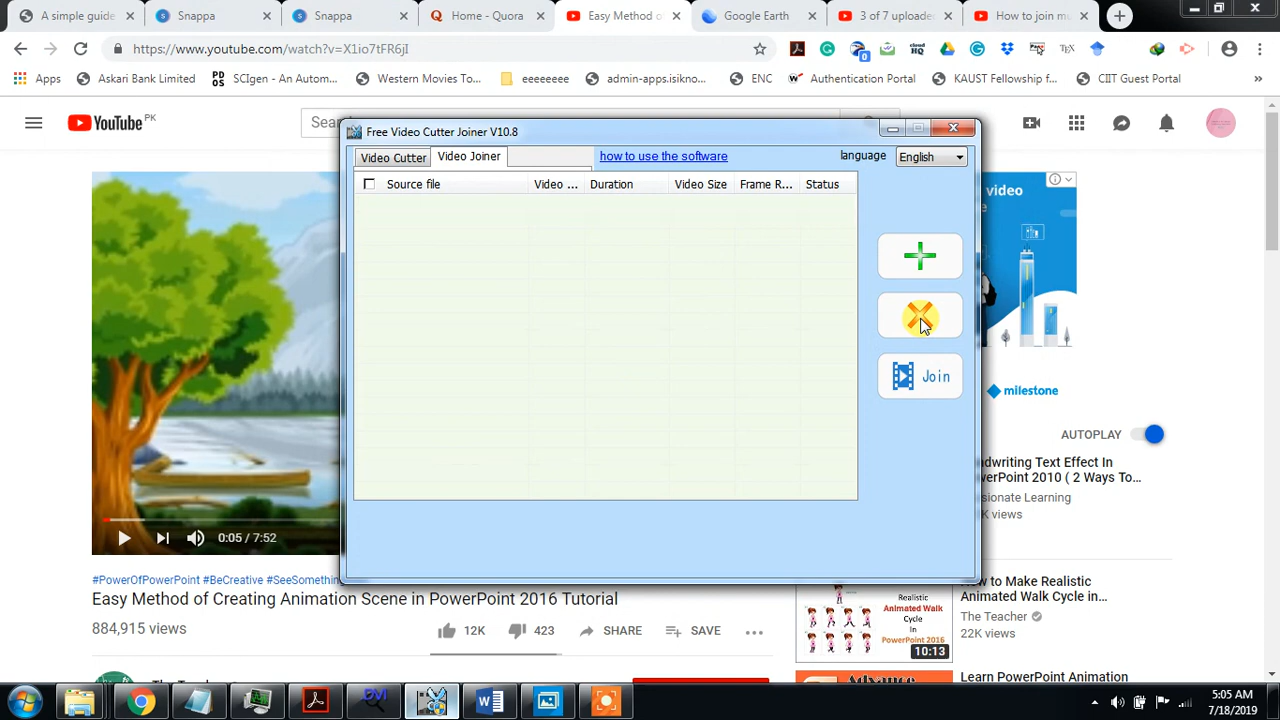 A simple guide
Snappa
Snappa
Home - Quora
Easy Method of
Google Earth
3 of 7 uploade
How to join mu
https://www.youtube.com/watch?v=X1io7tFR6jI
Apps
Askari Bank Limited
SCIgen - An Autom...
Western Movies To...
eeeeeee
admin-apps.isikno...
ENC
Authentication Portal
KAUST Fellowship f...
CIIT Guest Portal
YouTube PK
Sear
Free Video Cutter Joiner V10.8
Video Cutter
Video Joiner
how to use the software
language
English
Source file
Video ...
Duration
Video Size
Frame R...
Status
Join
video
milestone
AUTOPLAY
ndwriting Text Effect In
werPoint 2010 ( 2 Ways To...
ssionate Learning
K views
0:05 / 7:52
#PowerOfPowerPoint #BeCreative #SeeSomethin
Easy Method of Creating Animation Scene in PowerPoint 2016 Tutorial
884,915 views
12K
423
SHARE
SAVE
Realistic
Animated Walk
Cycle
In
PowerPoint 2016
10:13
How to Make Realistic
Animated Walk Cycle in...
The Teacher
22K views
Learn PowerPoint Animation
5:05 AM
7/18/2019